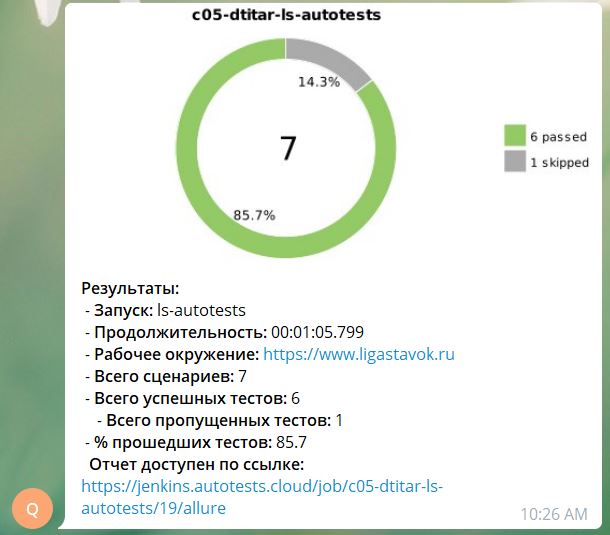 c05-dtitar-ls-autotests
14.3%
7
6 passed
1 skipped
85.7%
Результаты:
- Запуск: ls-autotests
- Продолжительность: 00:01:05.799
- Рабочее окружение: https://www.ligastavok.ru
- Всего сценариев: 7
- Всего успешных тестов: 6
- Всего пропущенных тестов: 1
- % прошедших тестов: 85.7
Отчет доступен по ссылке:
https://jenkins.autotests.cloud/job/c05-dtitar-ls-
autotests/19/allure
Q
10:26 AM